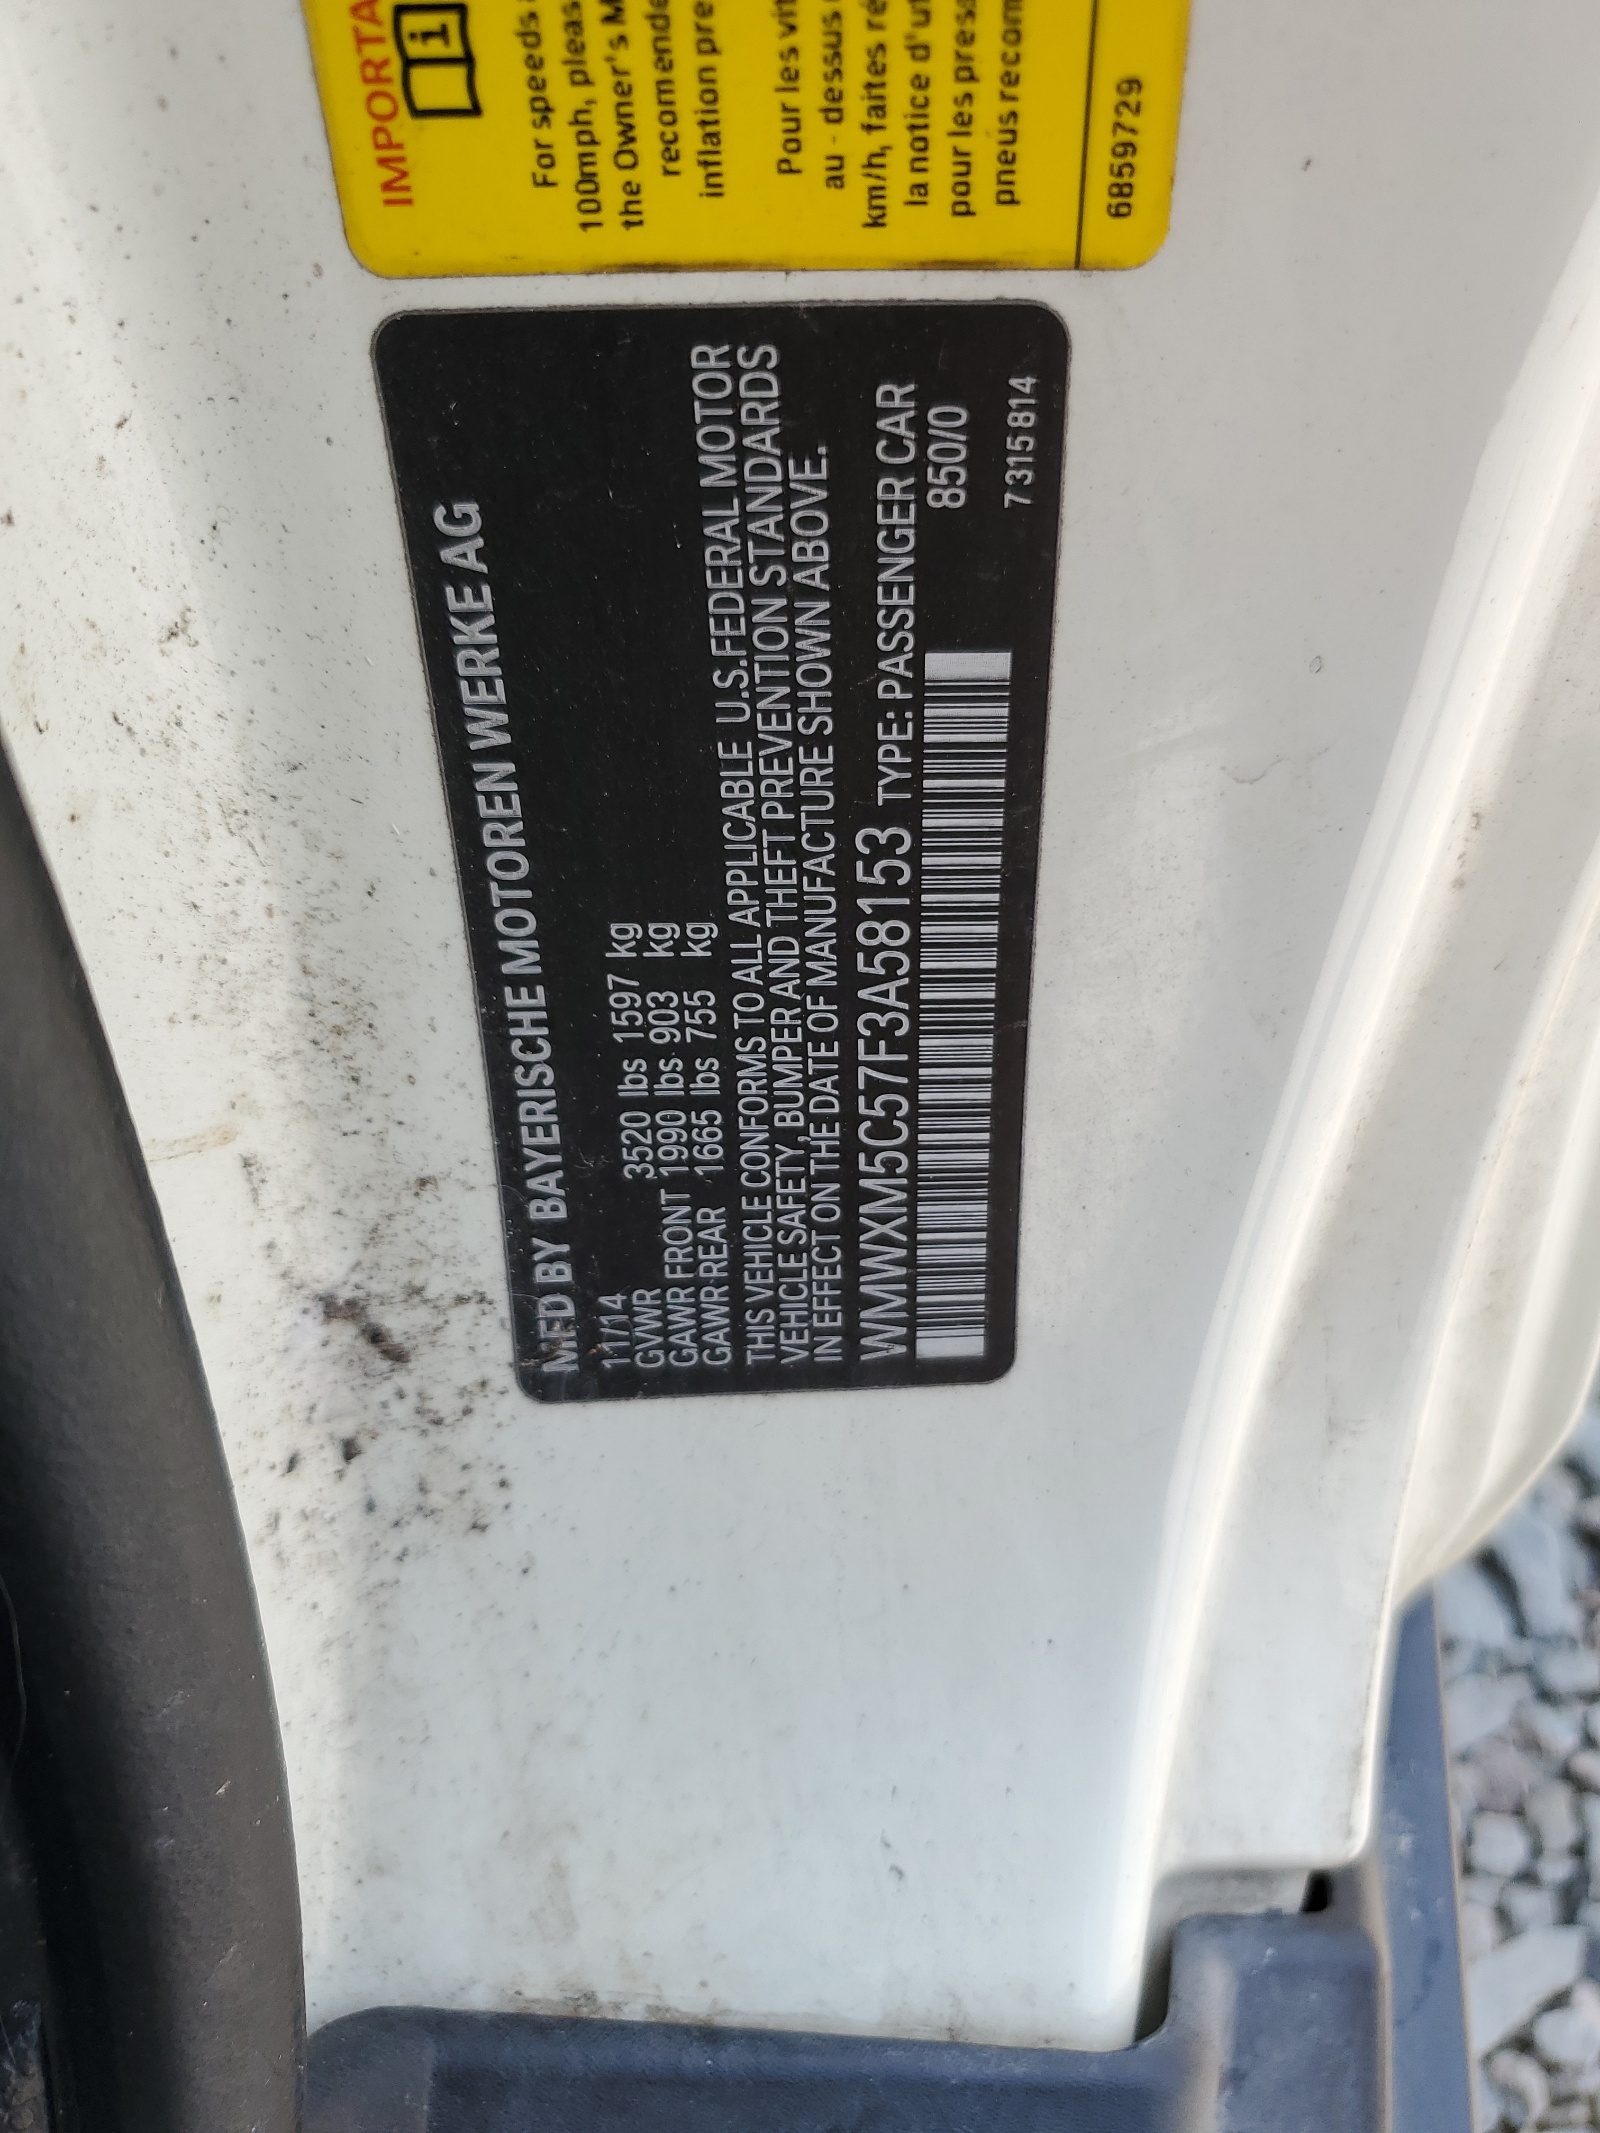 MFD BY BAYERISCHE MOTOREN WERKE AG
11/14
GVWR 3520 lbs 1597 kg
GAWR FRONT 1990 lbs 903 kg
GAWR REAR 1665 lbs 755 kg
THIS VEHICLE CONFORMS TO ALL APPLICABLE U.S. FEDERAL MOTOR
VEHICLE SAFETY, BUMPER AND THEFT PREVENTION STANDARDS
IN EFFECT ON THE DATE OF MANUFACTURE SHOWN ABOVE.
WMWXM5C57F3A58153 TYPE: PASSENGER CAR
850/0
7315814
IMPORTA
i
For speeds
100mph, pleas
the Owner's M
recomende
inflation pre
Pour les vit
au - dessus
km/h, faites ré
la notice d'ut
pour les press
pneus recom
6859729